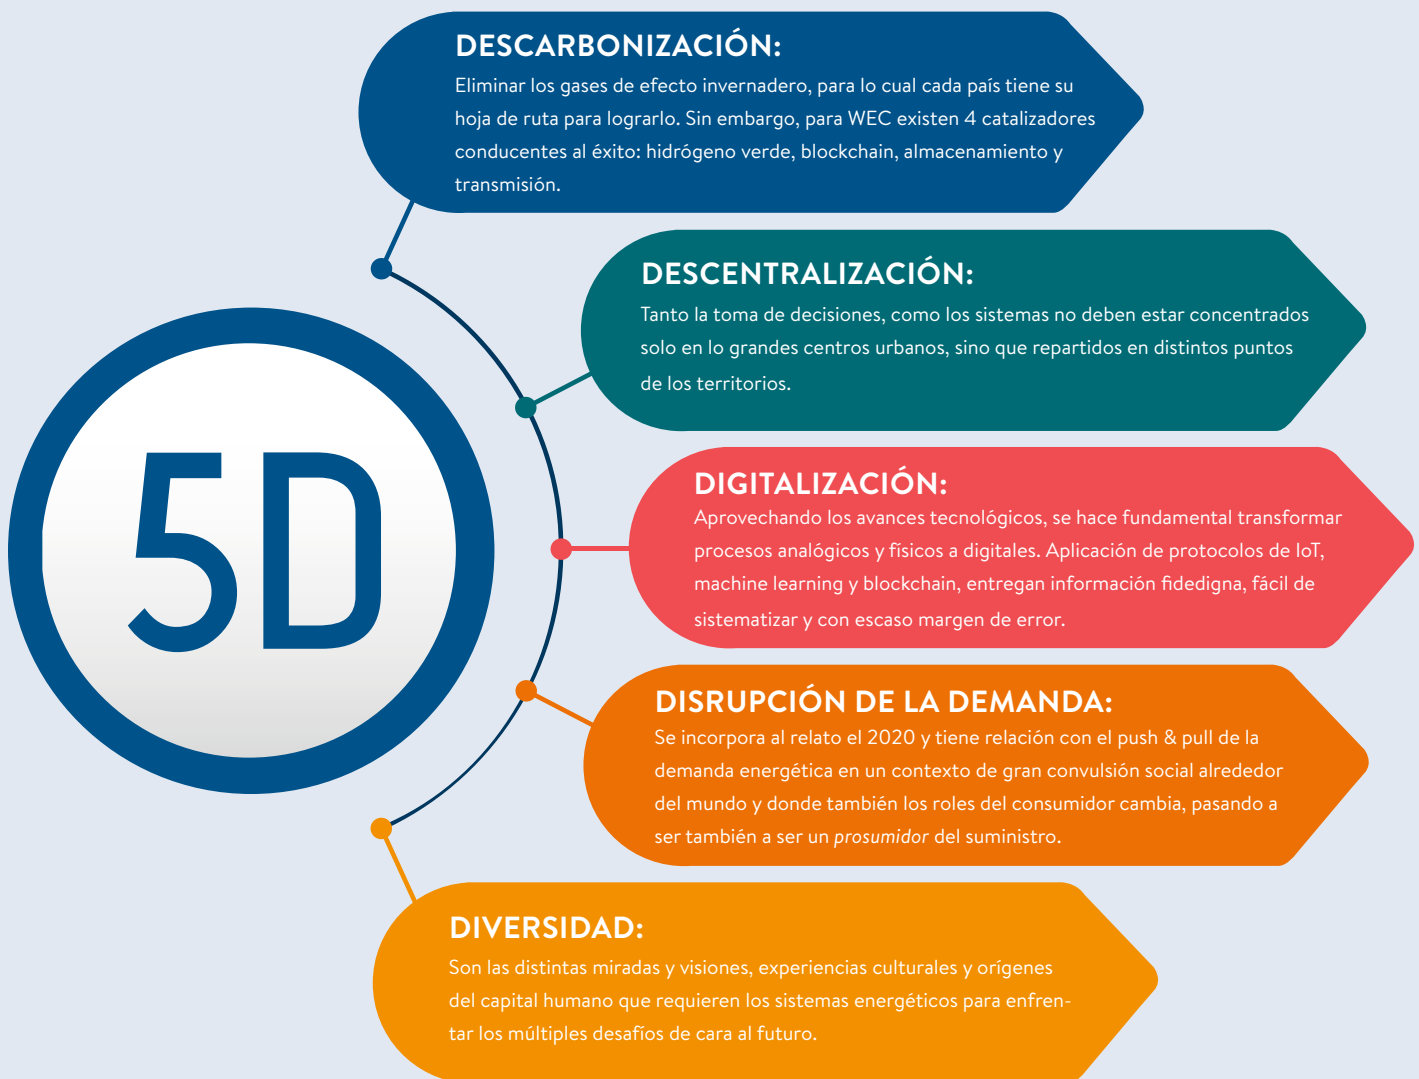 5D
DESCARBONIZACIÓN:
Eliminar los gases de efecto invernadero, para lo cual cada país tiene su
hoja de ruta para lograrlo. Sin embargo, para WEC existen 4 catalizadores
conducentes al éxito: hidrógeno verde, blockchain, almacenamiento y
transmisión.
DESCENTRALIZACIÓN:
Tanto la toma de decisiones, como los sistemas no deben estar concentrados
solo en lo grandes centros urbanos, sino que repartidos en distintos puntos
de los territorios.
DIGITALIZACIÓN:
Aprovechando los avances tecnológicos, se hace fundamental transformar
procesos analógicos y físicos a digitales. Aplicación de protocolos de IoT,
machine learning y blockchain, entregan información fidedigna, fácil de
sistematizar y con escaso margen de error.
DISRUPCIÓN DE LA DEMANDA:
Se incorpora al relato el 2020 y tiene relación con el push & pull de la
demanda energética en un contexto de gran convulsión social alrededor
del mundo y donde también los roles del consumidor cambia, pasando a
ser también a ser un prosumidor del suministro.
DIVERSIDAD:
Son las distintas miradas y visiones, experiencias culturales y orígenes
del capital humano que requieren los sistemas energéticos para enfren-
tar los múltiples desafíos de cara al futuro.